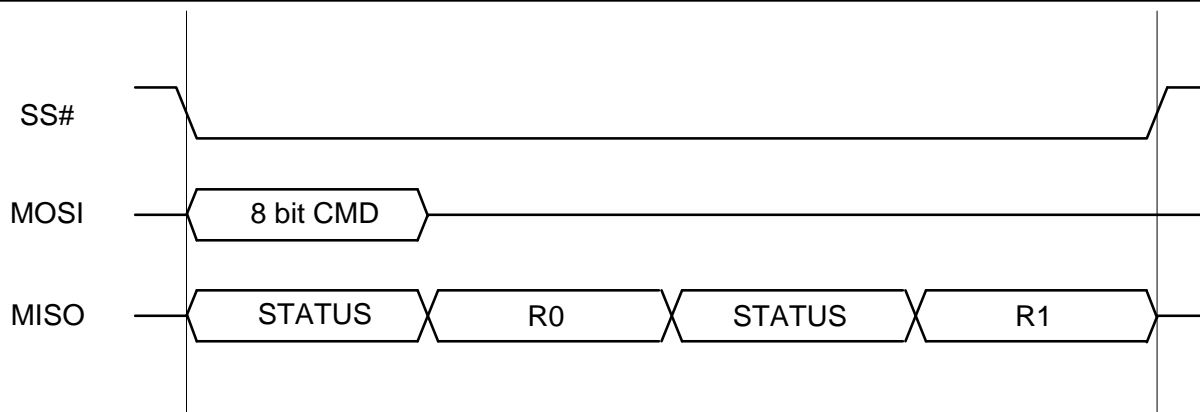 SS#
MOSI 8 bit CMD
MISO STATUS R0 STATUS R1